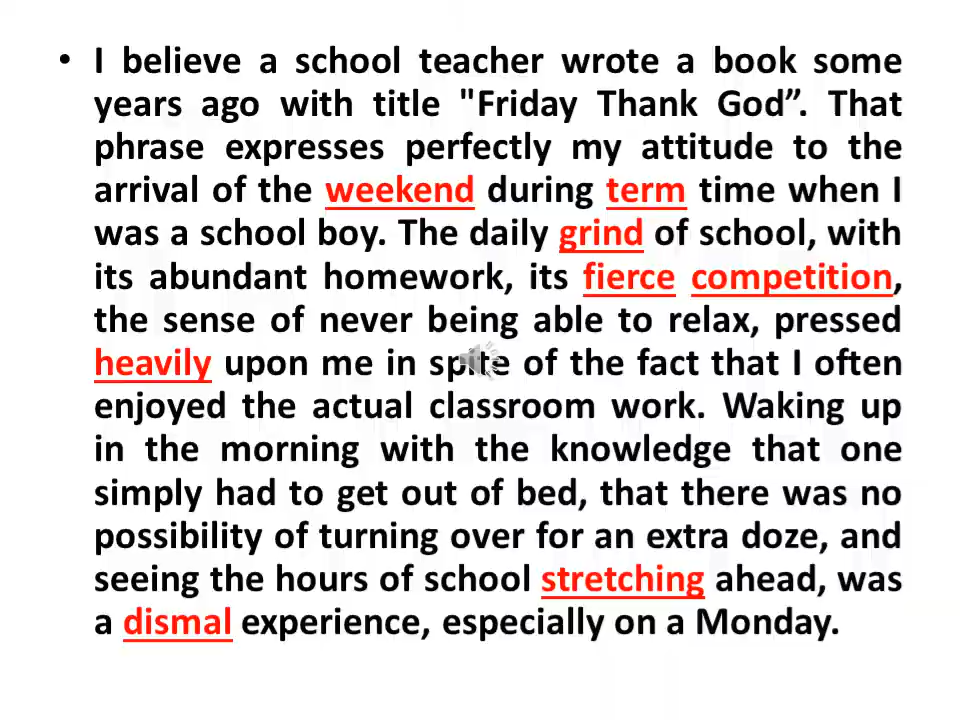 • I believe a school teacher wrote a book some
years ago with title "Friday Thank God”. That
phrase expresses perfectly my attitude to the
arrival of the weekend during term time when I
was a school boy. The daily grind of school, with
its abundant homework, its fierce competition,
the sense of never being able to relax, pressed
heavily upon me in spite of the fact that I often
enjoyed the actual classroom work. Waking up
in the morning with the knowledge that one
simply had to get out of bed, that there was no
possibility of turning over for an extra doze, and
seeing the hours of school stretching ahead, was
a dismal experience, especially on a Monday.